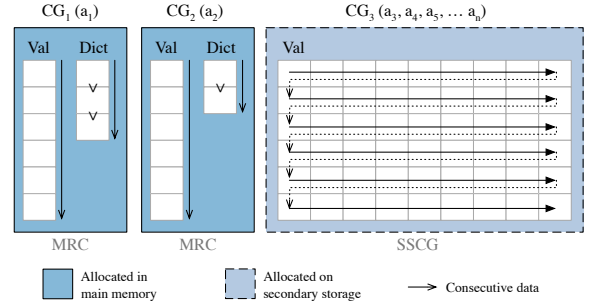 CG1 (a1)
CG2 (a2)
CG3 (a3, a4, a5, … an)
Val
Dict
Val
Dict
Val
<
<
<
MRC
MRC
SSCG
Allocated in
main memory
Allocated on
secondary storage
Consecutive data